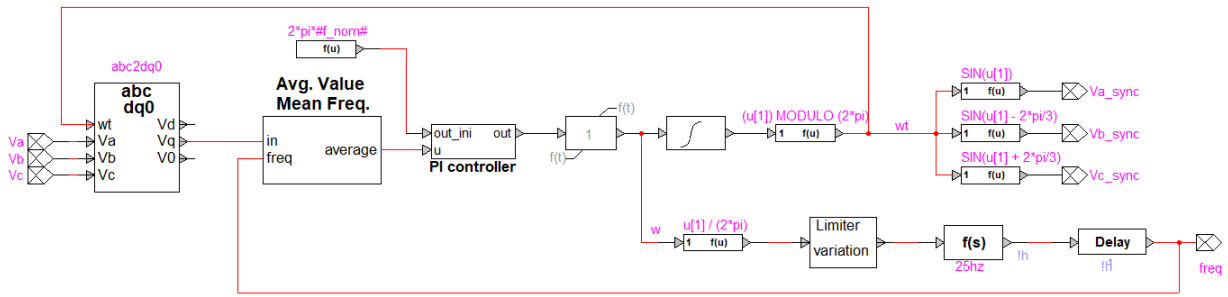 2*pi*#f_nom#
f(u)
abc2dq0
abc
dq0
wt
Va
Vb
Vc
Vd
Vq
V0
Va
Vb
Vc
Avg. Value
Mean Freq.
in
freq
average
out_ini
out
u
PI controller
f(t)
1
f(t)
∫
(u[1]) MODULO (2*pi)
1
f(u)
wt
SIN(u[1])
1
f(u)
Va_sync
SIN(u[1] - 2*pi/3)
1
f(u)
Vb_sync
SIN(u[1] + 2*pi/3)
1
f(u)
Vc_sync
w
u[1] / (2*pi)
1
f(u)
Limiter
variation
f(s)
25hz
!h
Delay
!h
1
freq